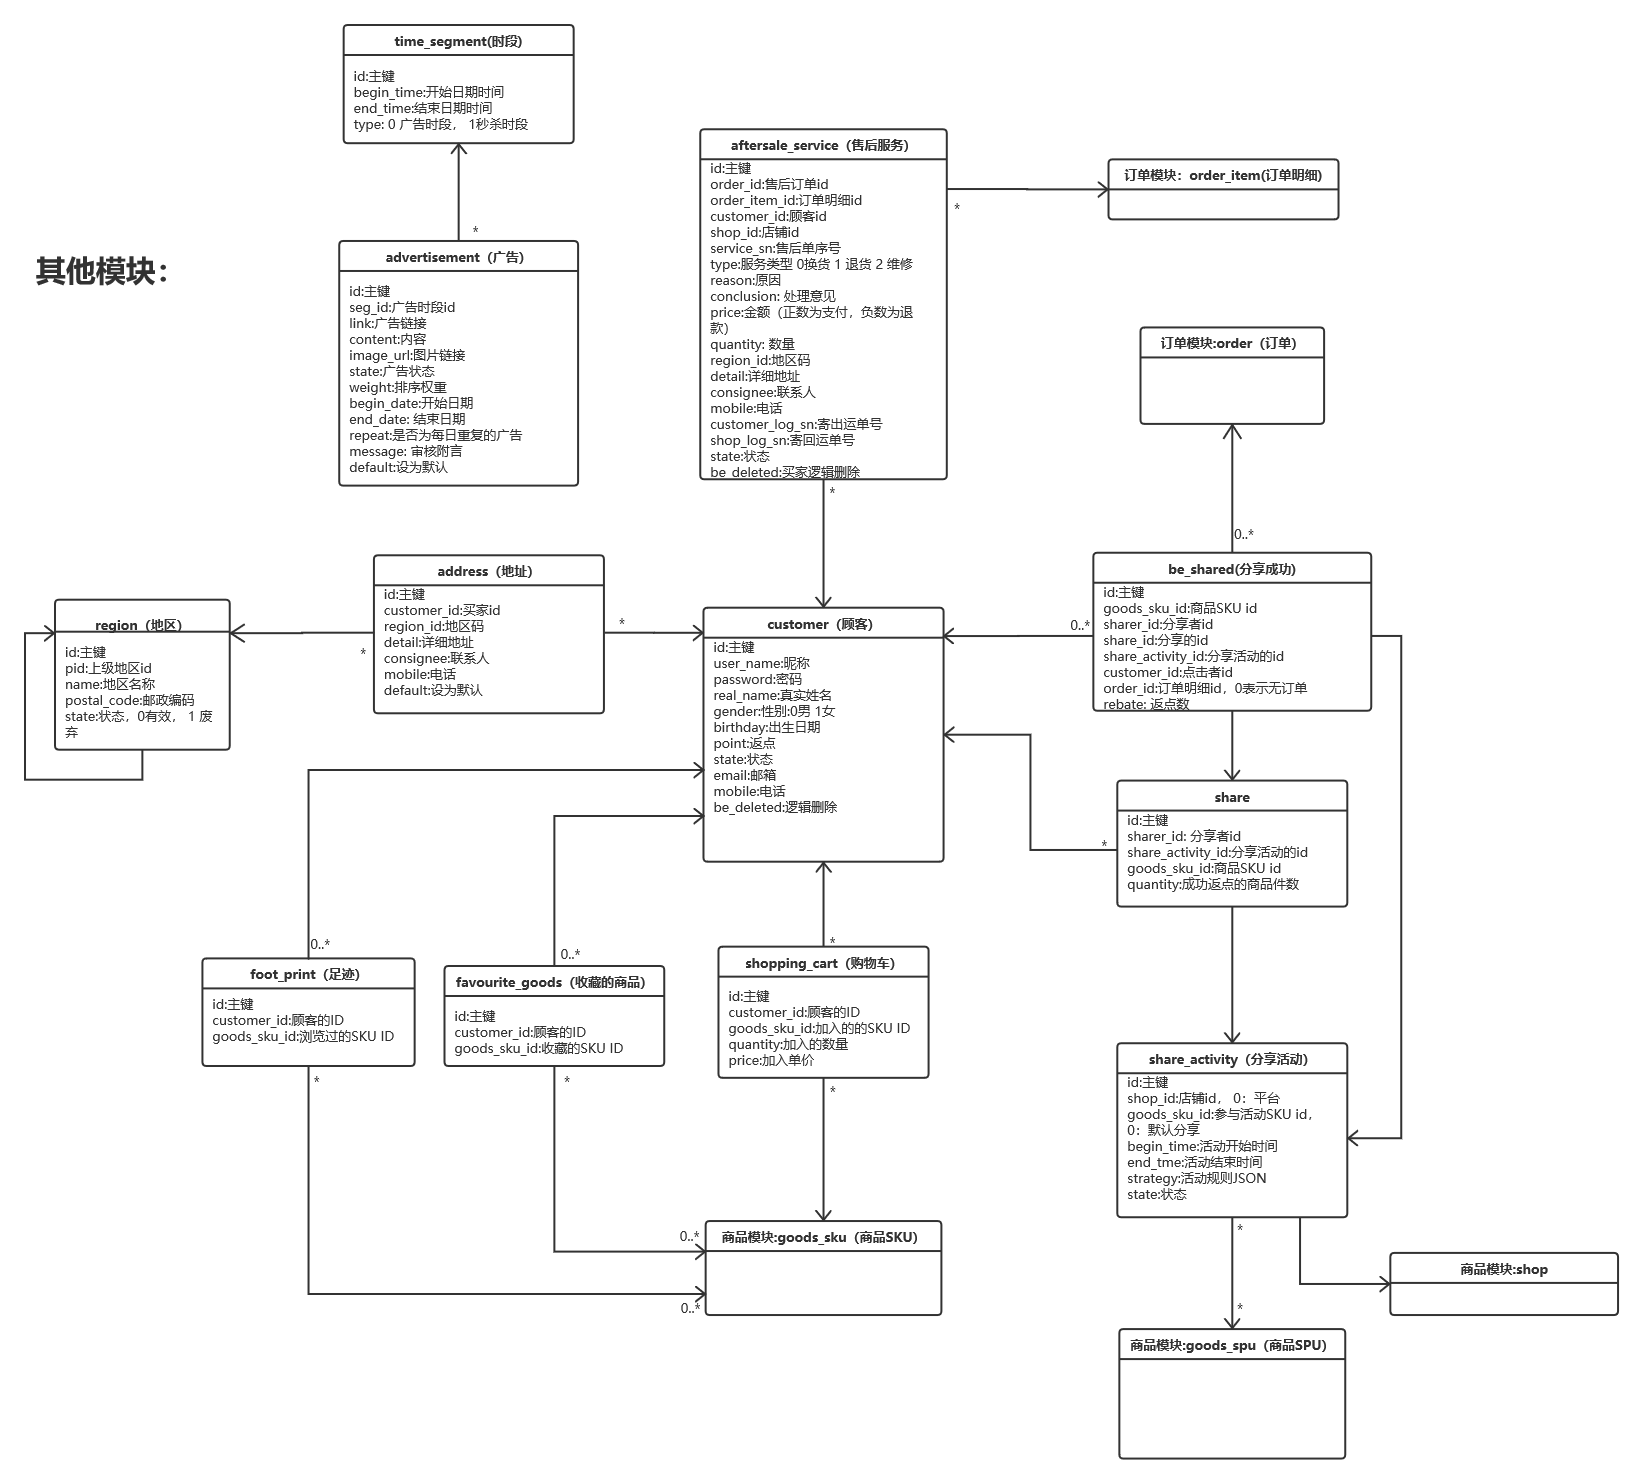 time_segment(时段)
id:主键
begin_time:开始日期时间
end_time:结束日期时间
type: 0 广告时段， 1秒杀时段
*
其他模块：
advertisement（广告）
id:主键
seg_id:广告时段id
link:广告链接
content:内容
image_url:图片链接
state:广告状态
weight:排序权重
begin_date:开始日期
end_date: 结束日期
repeat:是否为每日重复的广告
message: 审核附言
default:设为默认
aftersale_service（售后服务）
id:主键
order_id:售后订单id
order_item_id:订单明细id
customer_id:顾客id
shop_id:店铺id
service_sn:售后单序号
type:服务类型 0换货 1 退货 2 维修
reason:原因
conclusion: 处理意见
price:金额（正数为支付，负数为退
款）
quantity: 数量
region_id:地区码
detail:详细地址
consignee:联系人
mobile:电话
customer_log_sn:寄出运单号
shop_log_sn:寄回运单号
state:状态
be_deleted:买家逻辑删除
*
*
订单模块：order_item(订单明细)
订单模块:order（订单）
0..*
be_shared(分享成功)
id:主键
goods_sku_id:商品SKU id
sharer_id:分享者id
share_id:分享的id
share_activity_id:分享活动的id
customer_id:点击者id
order_id:订单明细id，0表示无订单
rebate: 返点数
0..*
address（地址）
id:主键
customer_id:买家id
region_id:地区码
detail:详细地址
consignee:联系人
mobile:电话
default:设为默认
*
*
region（地区）
id:主键
pid:上级地区id
name:地区名称
postal_code:邮政编码
state:状态，0有效， 1 废
弃
customer（顾客）
id:主键
user_name:昵称
password:密码
real_name:真实姓名
gender:性别:0男 1女
birthday:出生日期
point:返点
state:状态
email:邮箱
mobile:电话
be_deleted:逻辑删除
share
id:主键
sharer_id: 分享者id
share_activity_id:分享活动的id
goods_sku_id:商品SKU id
quantity:成功返点的商品件数
*
0..*
foot_print（足迹）
id:主键
customer_id:顾客的ID
goods_sku_id:浏览过的SKU ID
*
0..*
favourite_goods（收藏的商品）
id:主键
customer_id:顾客的ID
goods_sku_id:收藏的SKU ID
*
*
shopping_cart（购物车）
id:主键
customer_id:顾客的ID
goods_sku_id:加入的的SKU ID
quantity:加入的数量
price:加入单价
*
share_activity（分享活动）
id:主键
shop_id:店铺id， 0：平台
goods_sku_id:参与活动SKU id，
0：默认分享
begin_time:活动开始时间
end_tme:活动结束时间
strategy:活动规则JSON
state:状态
*
*
0..*
0..*
商品模块:goods_sku（商品SKU）
商品模块:shop
商品模块:goods_spu（商品SPU）